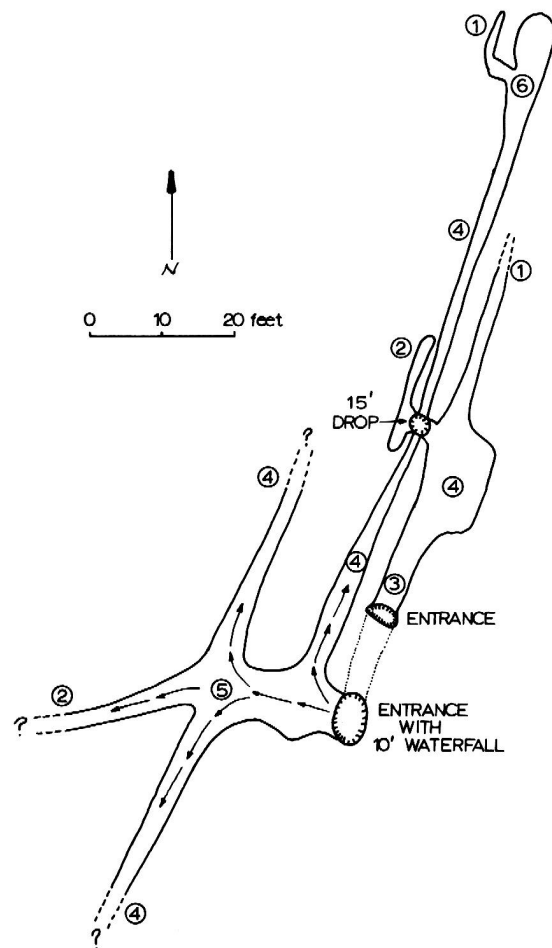 ①
⑥
N
④
①
0 10 20 feet
②
15'
DROP
?
④
④
④
③
ENTRANCE
②
⑤
?
ENTRANCE
WITH
10' WATERFALL
④
?